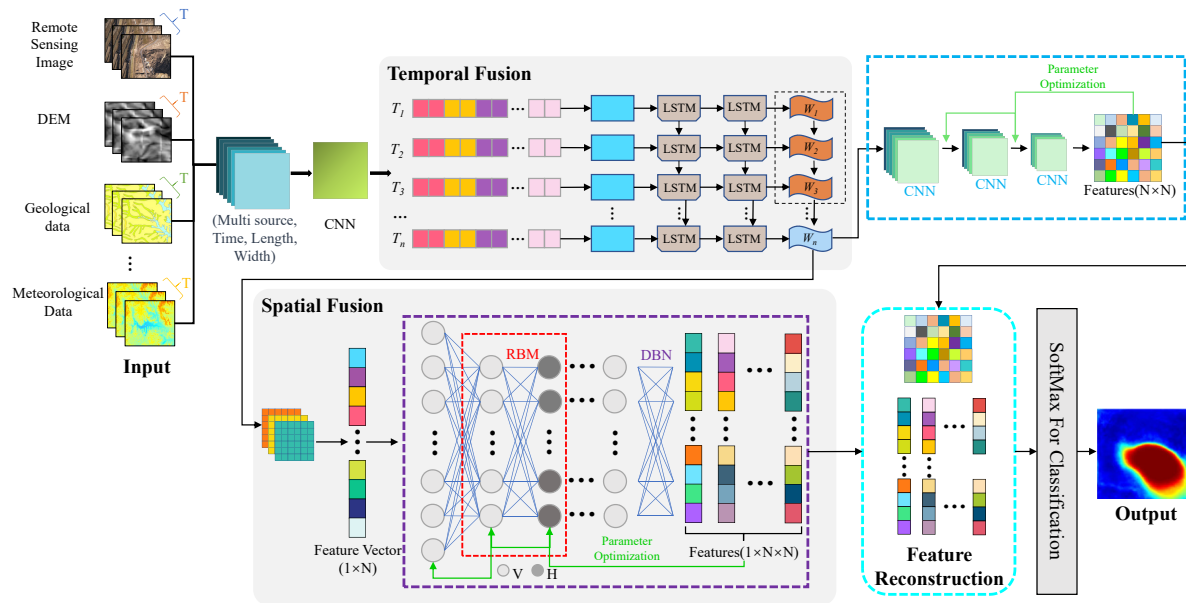 Remote
Sensing
Image
T
DEM
T
Geological
data
T
Meteorological
Data
T
Input
(Multi source,
Time, Length,
Width)
CNN
Temporal Fusion
T1
LSTM
LSTM
W1
T2
LSTM
LSTM
W2
T3
LSTM
LSTM
W3
...
Tn
LSTM
LSTM
Wn
Parameter
Optimization
CNN
CNN
CNN
Features(N×N)
Spatial Fusion
RBM
DBN
Feature Vector
(1×N)
V
H
Parameter
Optimization
Features(1×N×N)
Feature
Reconstruction
SoftMax For Classification
Output